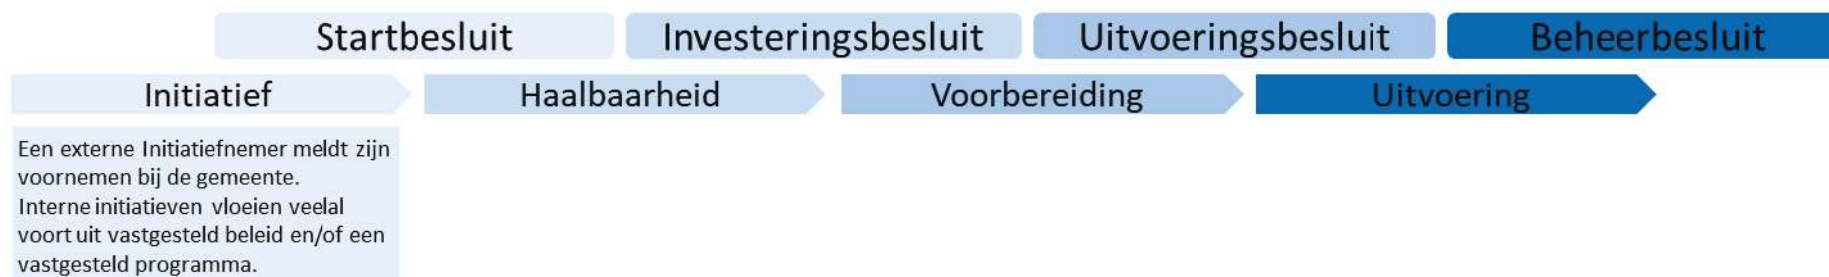 Startbesluit Investeringsbesluit Uitvoeringsbesluit Beheerbesluit
Initiatief Haalbaarheid Voorbereiding Uitvoering
Een externe Initiatiefnemer meldt zijn
voornemen bij de gemeente.
Interne initiatieven vloeien veelal
voort uit vastgesteld beleid en/of een
vastgesteld programma.